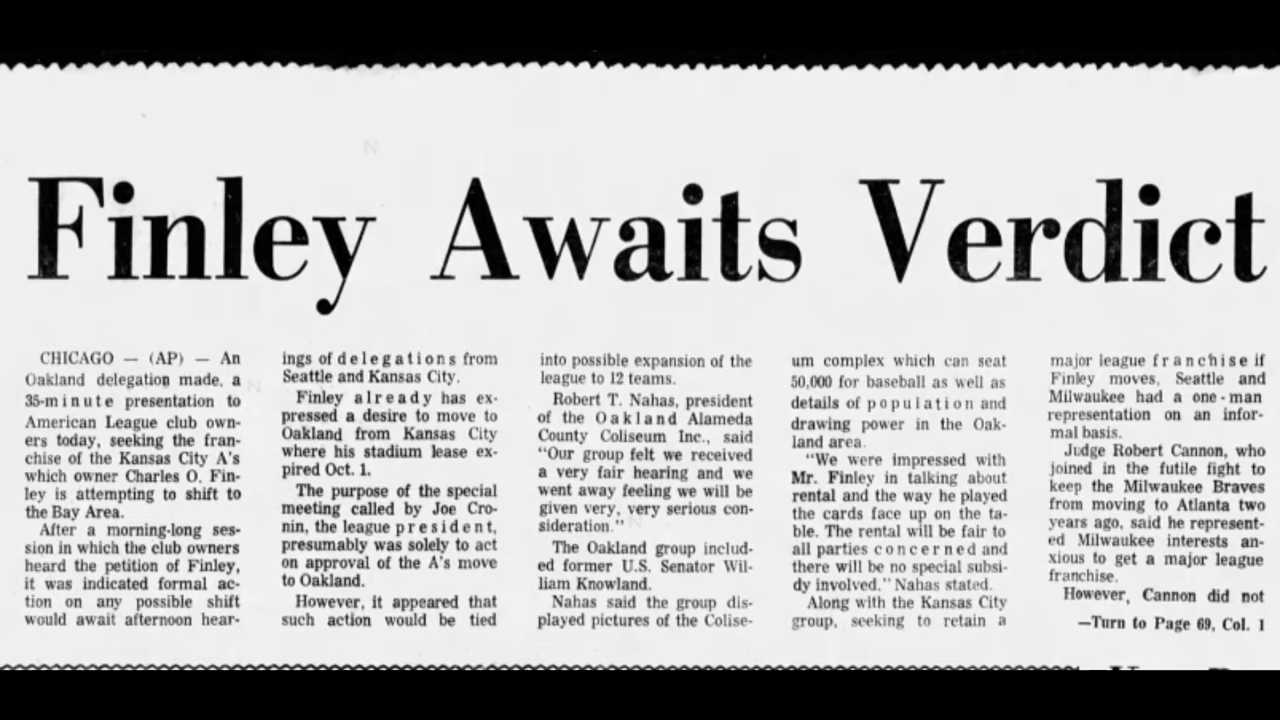 Finley Awaits Verdict
CHICAGO — (AP) — An
Oakland delegation made, a
35-minute presentation to
American League club own-
ers today, seeking the fran-
chise of the Kansas City A's
which owner Charles O. Fin-
ley is attempting to shift to
the Bay Area.
After a morning-long ses-
sion in which the club owners
heard the petition of Finley,
it was indicated formal ac-
tion on any possible shift
would await afternoon hear-
ings of delegations from
Seattle and Kansas City.
Finley already has ex-
pressed a desire to move to
Oakland from Kansas City
where his stadium lease ex-
pired Oct. 1.
The purpose of the special
meeting called by Joe Cro-
nin, the league president,
presumably was solely to act
on approval of the A's move
to Oakland.
However, it appeared that
such action would be tied
into possible expansion of the
league to 12 teams.
Robert T. Nahas, president
of the Oakland Alameda
County Coliseum Inc., said
"Our group felt we received
a very fair hearing and we
went away feeling we will be
given very, very serious con-
sideration."
The Oakland group includ-
ed former U.S. Senator Wil-
liam Knowland.
Nahas said the group dis-
played pictures of the Colise-
um complex which can seat
50,000 for baseball as well as
details of population and
drawing power in the Oak-
land area.
"We were impressed with
Mr. Finley in talking about
rental and the way he played
the cards face up on the ta-
ble. The rental will be fair to
all parties concerned and
there will be no special subsi-
dy involved." Nahas stated.
Along with the Kansas City
group, seeking to retain a
major league franchise if
Finley moves, Seattle and
Milwaukee had a one-man
representation on an infor-
mal basis.
Judge Robert Cannon, who
joined in the futile fight to
keep the Milwaukee Braves
from moving to Atlanta two
years ago, said he represent-
ed Milwaukee interests an-
xious to get a major league
franchise.
However, Cannon did not
—Turn to Page 69, Col. 1